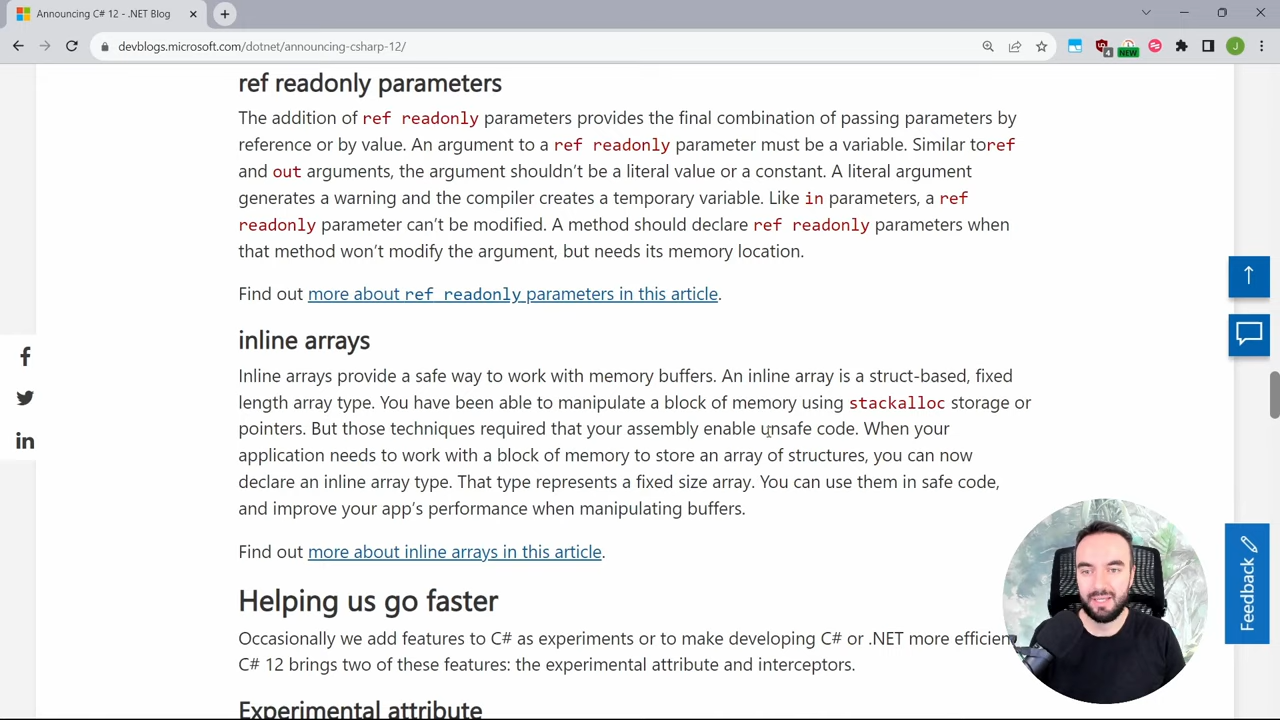 Announcing C# 12 - .NET Blog
devblogs.microsoft.com/dotnet/announcing-csharp-12/
4
NEW
J
ref readonly parameters
The addition of ref readonly parameters provides the final combination of passing parameters by
reference or by value. An argument to a ref readonly parameter must be a variable. Similar toref
and out arguments, the argument shouldn't be a literal value or a constant. A literal argument
generates a warning and the compiler creates a temporary variable. Like in parameters, a ref
readonly parameter can't be modified. A method should declare ref readonly parameters when
that method won't modify the argument, but needs its memory location.
Find out more about ref readonly parameters in this article.
inline arrays
Inline arrays provide a safe way to work with memory buffers. An inline array is a struct-based, fixed
length array type. You have been able to manipulate a block of memory using stackalloc storage or
pointers. But those techniques required that your assembly enable unsafe code. When your
application needs to work with a block of memory to store an array of structures, you can now
declare an inline array type. That type represents a fixed size array. You can use them in safe code,
and improve your app's performance when manipulating buffers.
Find out more about inline arrays in this article.
Feedback
Helping us go faster
Occasionally we add features to C# as experiments or to make developing C# or .NET more efficien
C# 12 brings two of these features: the experimental attribute and interceptors.
Experimental attribute